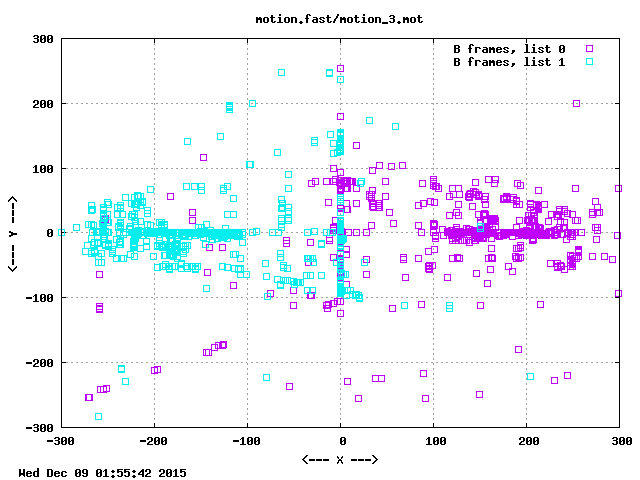 motion.fast/motion_3.mot
B frames, list 0
B frames, list 1
300
200
100
0
-100
-200
-300
<--- Y --->
-300 -200 -100 0 100 200 300
<--- X --->
Wed Dec 09 01:55:42 2015